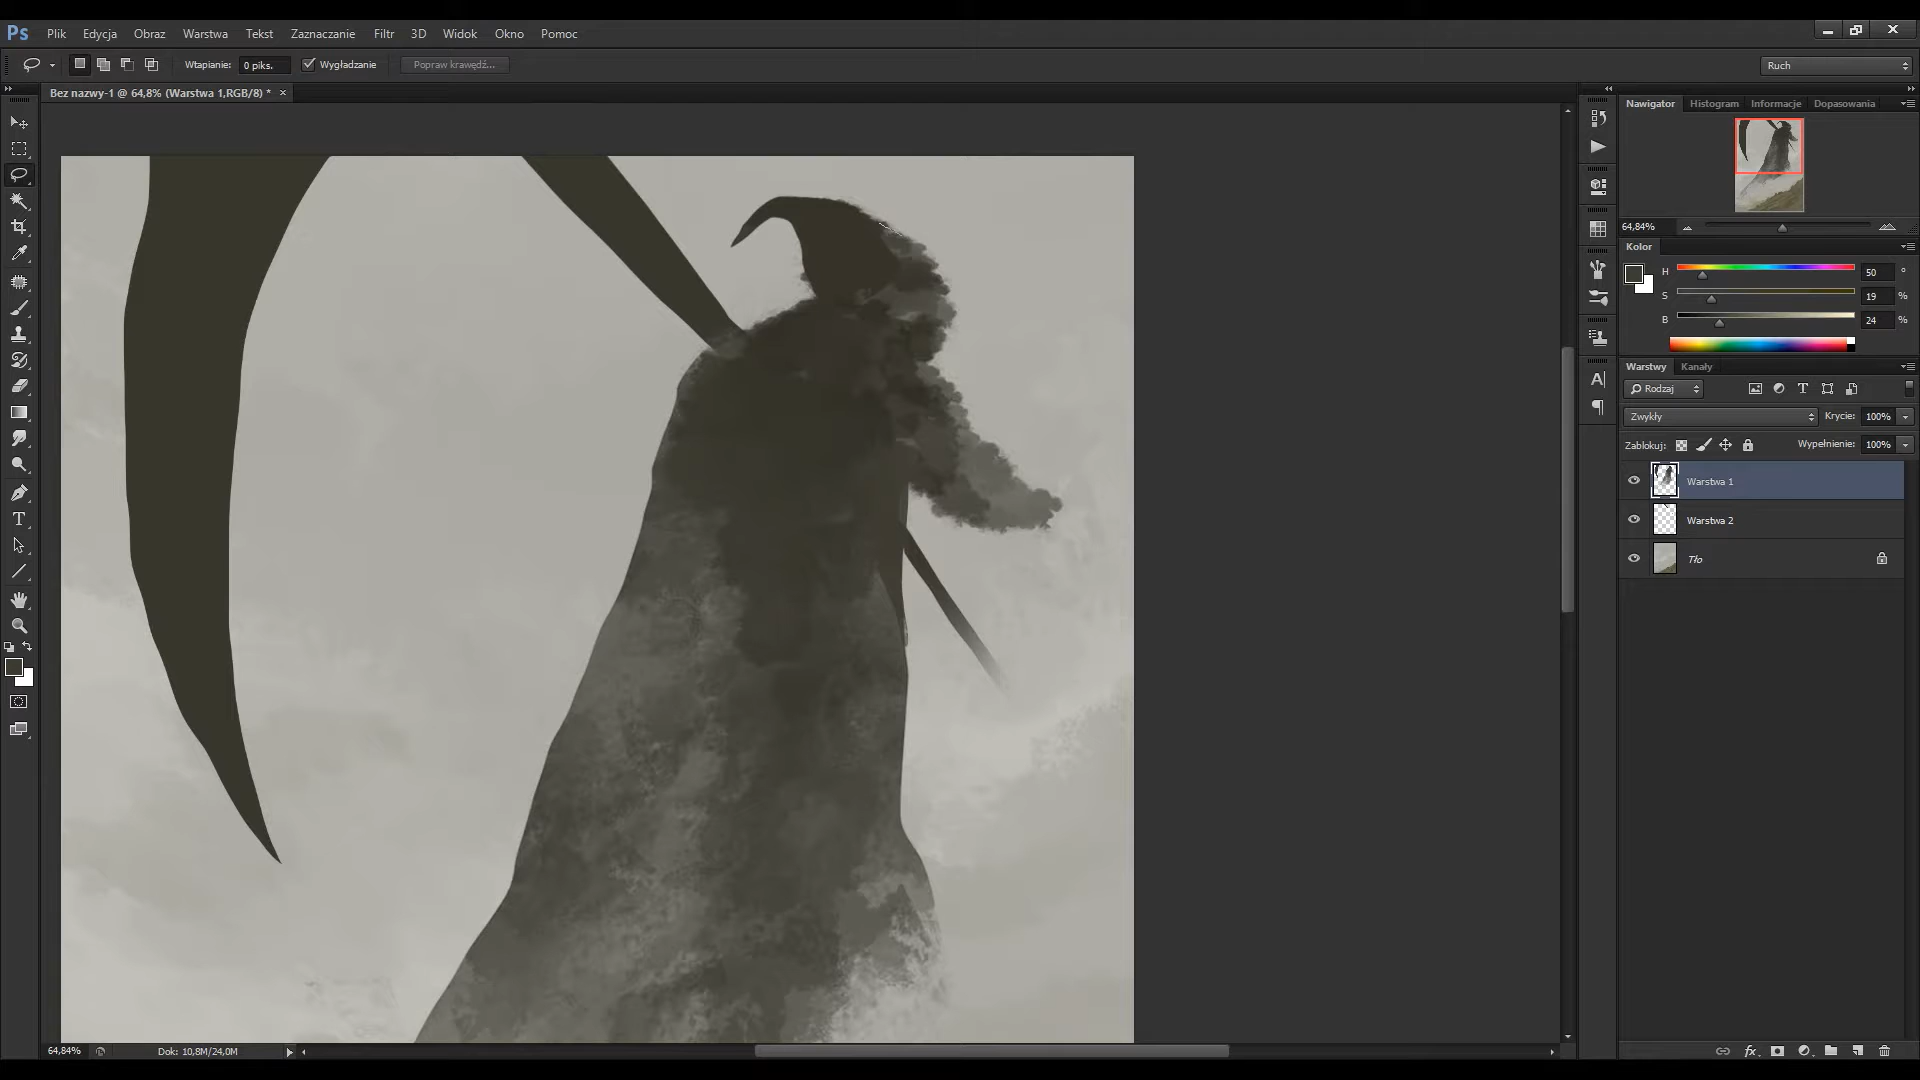 Ps Plik Edycja Obraz Warstwa Tekst Zaznaczanie Filtr 3D Widok Okno Pomoc
Wtapianie: 0 piks. Wygładzanie Popraw krawędź... Ruch
Bez nazwy-1 @ 64,8% (Warstwa 1,RGB/8) *
Nawigator Histogram Informacje Dopasowania
64,84%
Kolor
H 50 °
S 19 %
B 24 %
Warstwy Kanały
Rodzaj
Zwykły Krycie: 100%
Zablokuj: Wypełnienie: 100%
Warstwa 1
Warstwa 2
Tło
64,84% Dok: 10,8M/24,0M